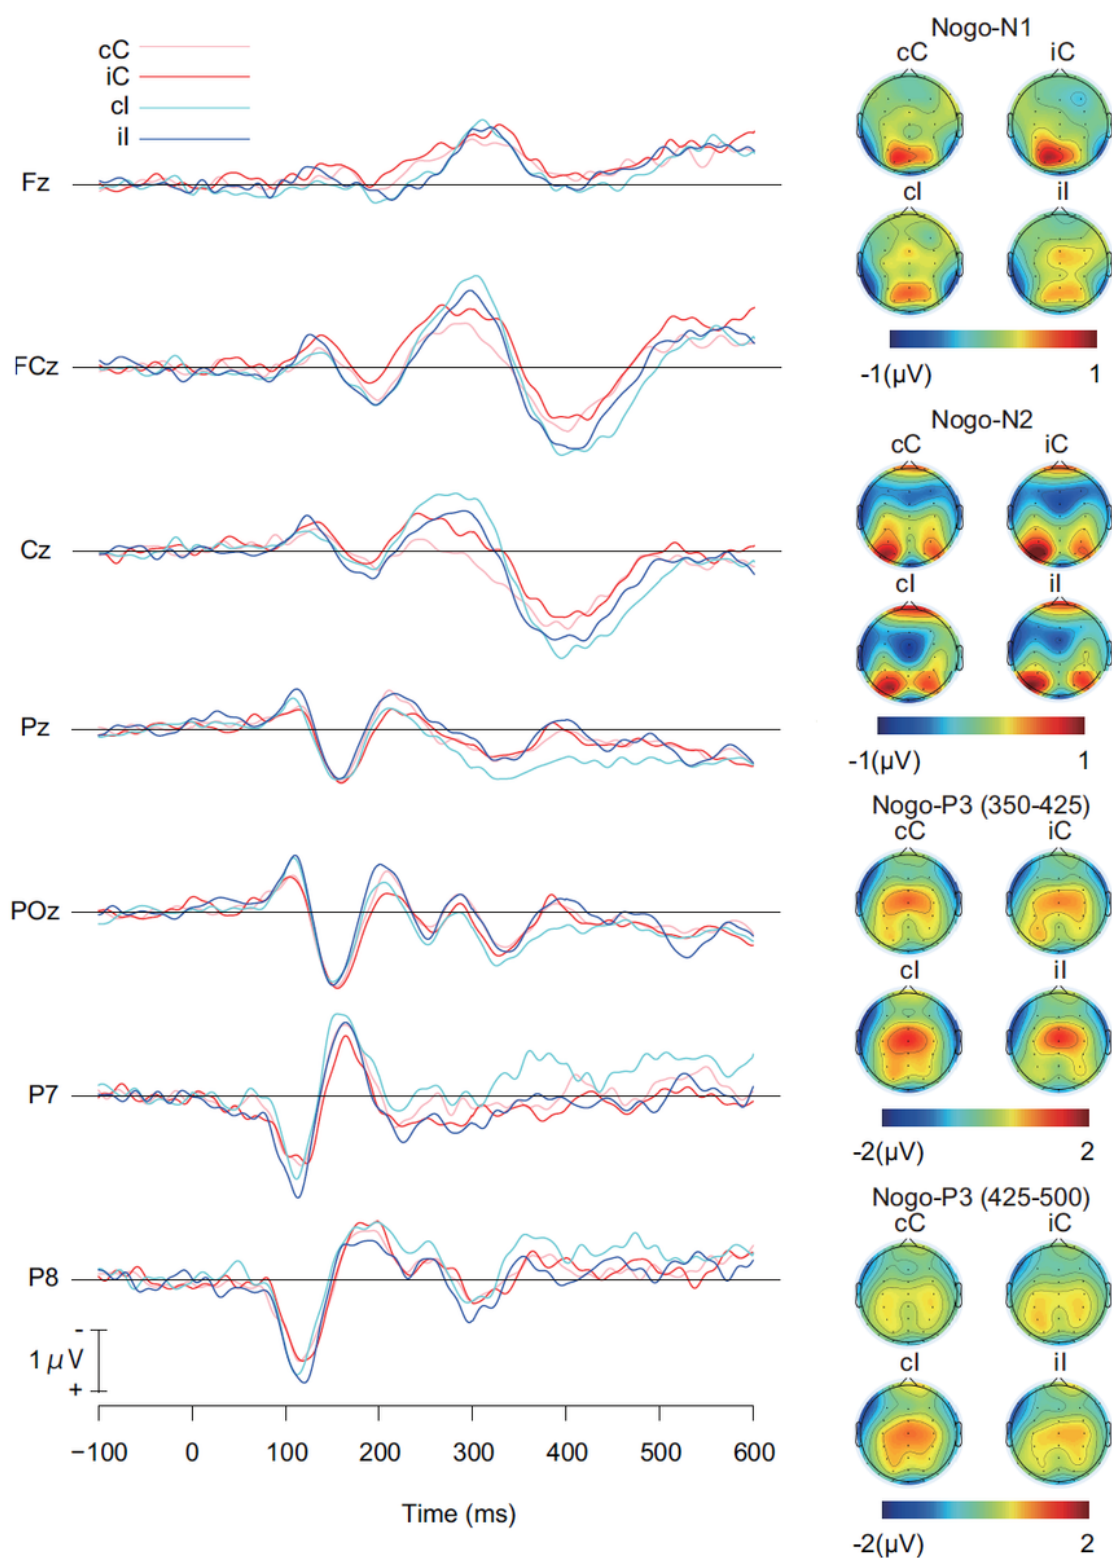 cC
iC
cI
iI
Fz
FCz
Cz
Pz
POz
P7
P8
-
1 μV
+
−100 0 100 200 300 400 500 600
Time (ms)
Nogo-N1
cC iC
cI iI
-1(μV) 1
Nogo-N2
cC iC
cI iI
-1(μV) 1
Nogo-P3 (350-425)
cC iC
cI iI
-2(μV) 2
Nogo-P3 (425-500)
cC iC
cI iI
-2(μV) 2